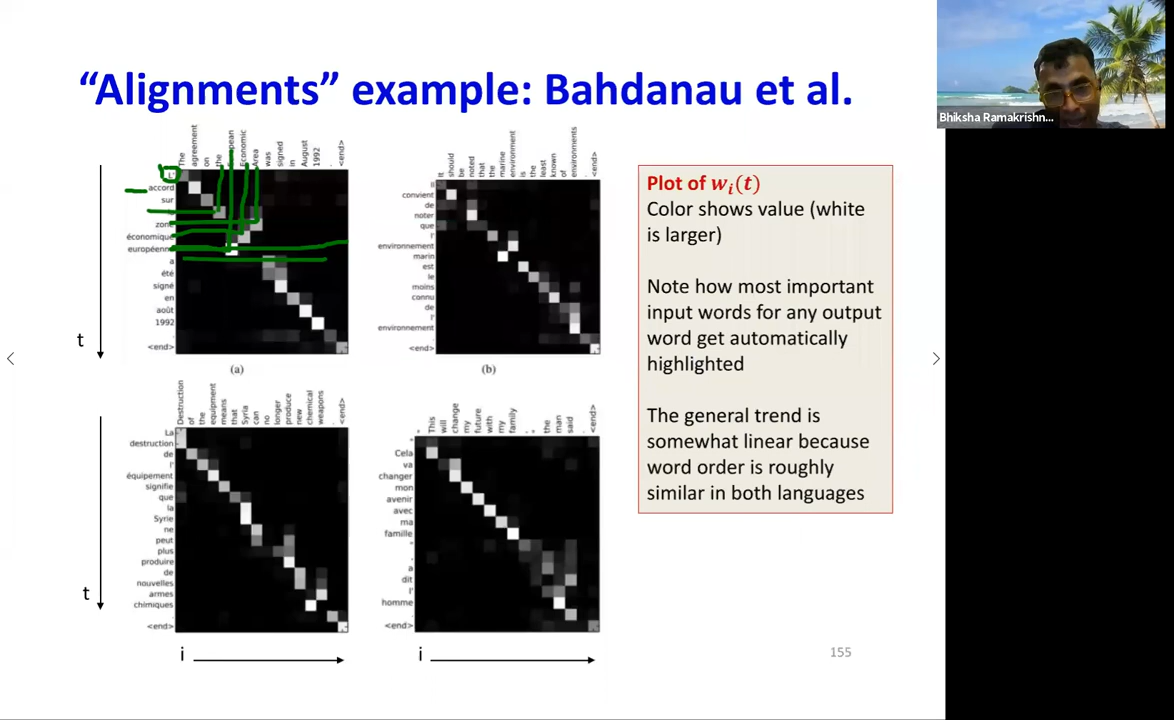 “Alignments” example: Bahdanau et al.
Bhiksha Ramakrishn...
The agreement on the Economic Area was signed in August 1992 . <end>
L'
accord
sur
zone
économique
européenne
a
été
signé
en
août
1992
.
<end>
(a)
It should be noted that the marine environment is the least known of environments . <end>
Il
convient
de
noter
que
l'
environnement
marin
est
le
moins
connu
de
l'
environnement
.
<end>
(b)
t
Destruction of the equipment means that Syria can no longer produce new chemical weapons . <end>
La
destruction
de
l'
équipement
signifie
que
la
Syrie
ne
peut
plus
produire
de
nouvelles
armes
chimiques
.
<end>
" This will change my future with my family , " the man said . <end>
"
Cela
va
changer
mon
avenir
avec
ma
famille
"
,
a
dit
l'
homme
.
<end>
t
i
i
Plot of wᵢ(t)
Color shows value (white
is larger)
Note how most important
input words for any output
word get automatically
highlighted
The general trend is
somewhat linear because
word order is roughly
similar in both languages
155